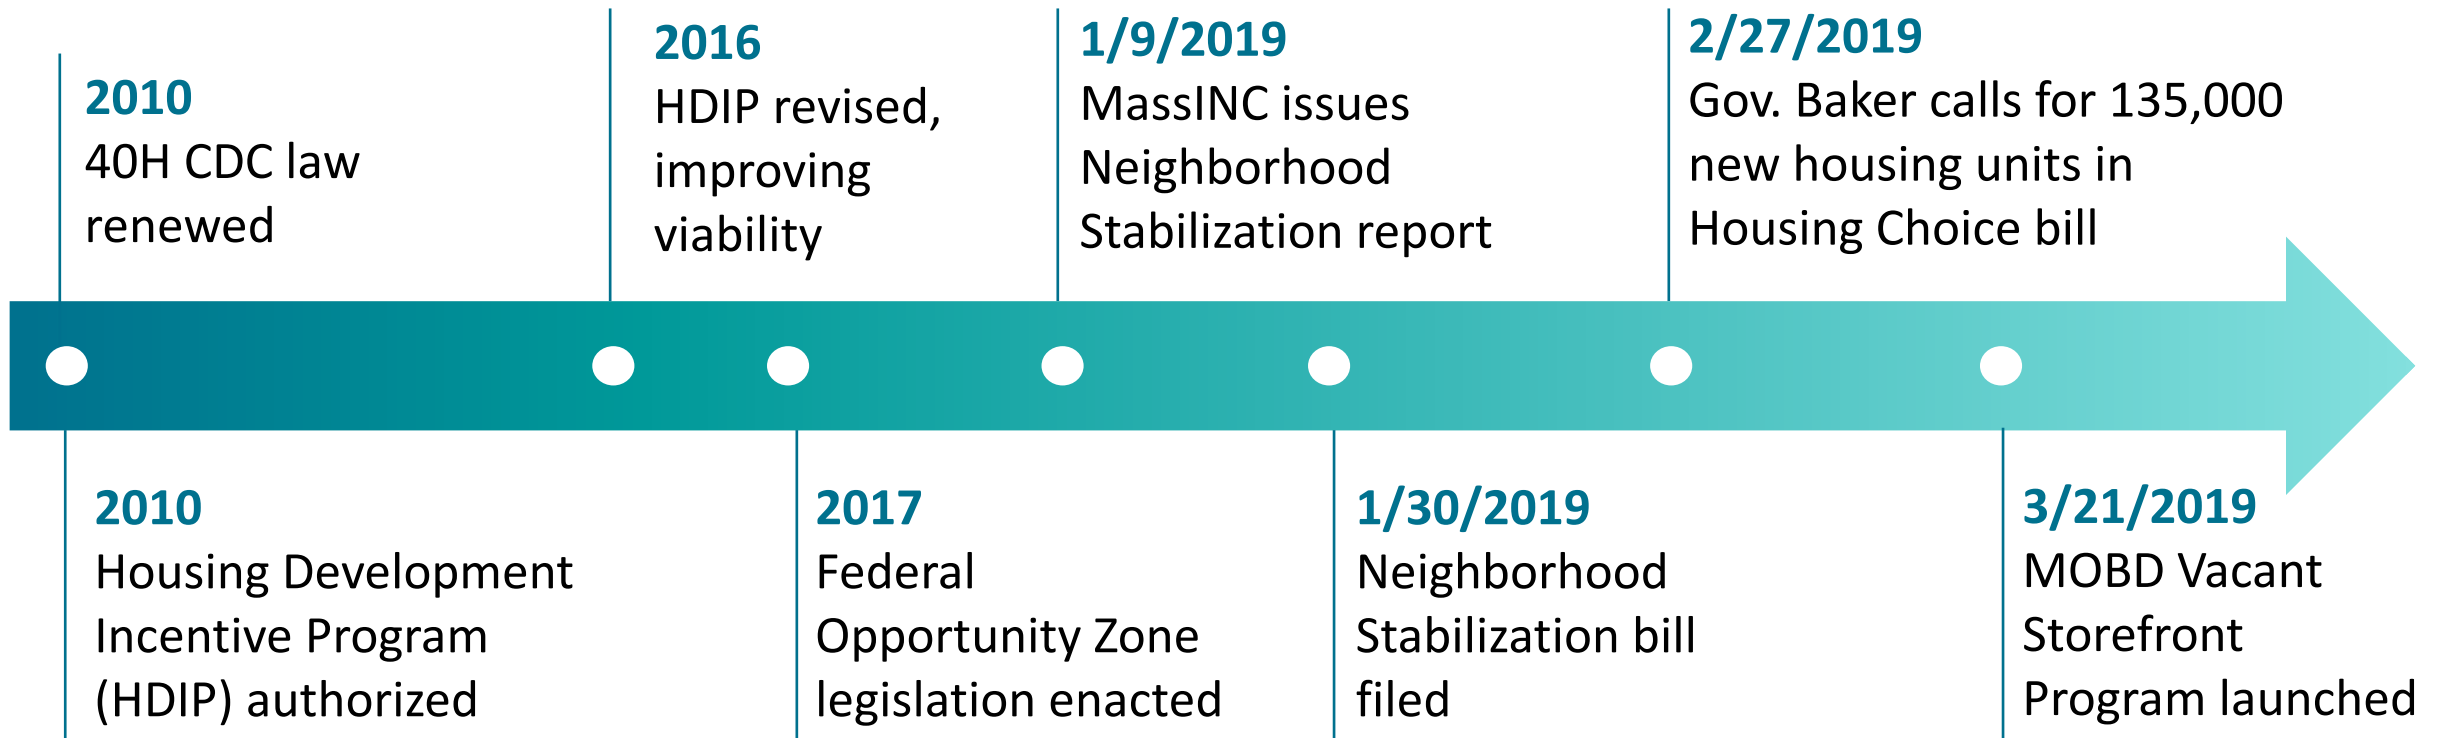 2010
40H CDC law
renewed
2016
HDIP revised,
improving
viability
1/9/2019
MassINC issues
Neighborhood
Stabilization report
2/27/2019
Gov. Baker calls for 135,000
new housing units in
Housing Choice bill
2010
Housing Development
Incentive Program
(HDIP) authorized
2017
Federal
Opportunity Zone
legislation enacted
1/30/2019
Neighborhood
Stabilization bill
filed
3/21/2019
MOBD Vacant
Storefront
Program launched